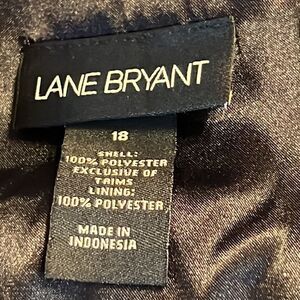 LANE BRYANT
18
SHELL:
100% POLYESTER
EXCLUSIVE OF
TRIMS
LINING:
100% POLYESTER
MADE IN
INDONESIA